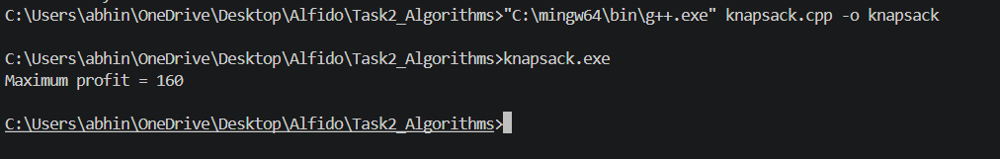 C:\Users\abhin\OneDrive\Desktop\Alfido\Task2_Algorithms>"C:\mingw64\bin\g++.exe" knapsack.cpp -o knapsack
C:\Users\abhin\OneDrive\Desktop\Alfido\Task2_Algorithms>knapsack.exe
Maximum profit = 160
C:\Users\abhin\OneDrive\Desktop\Alfido\Task2_Algorithms>